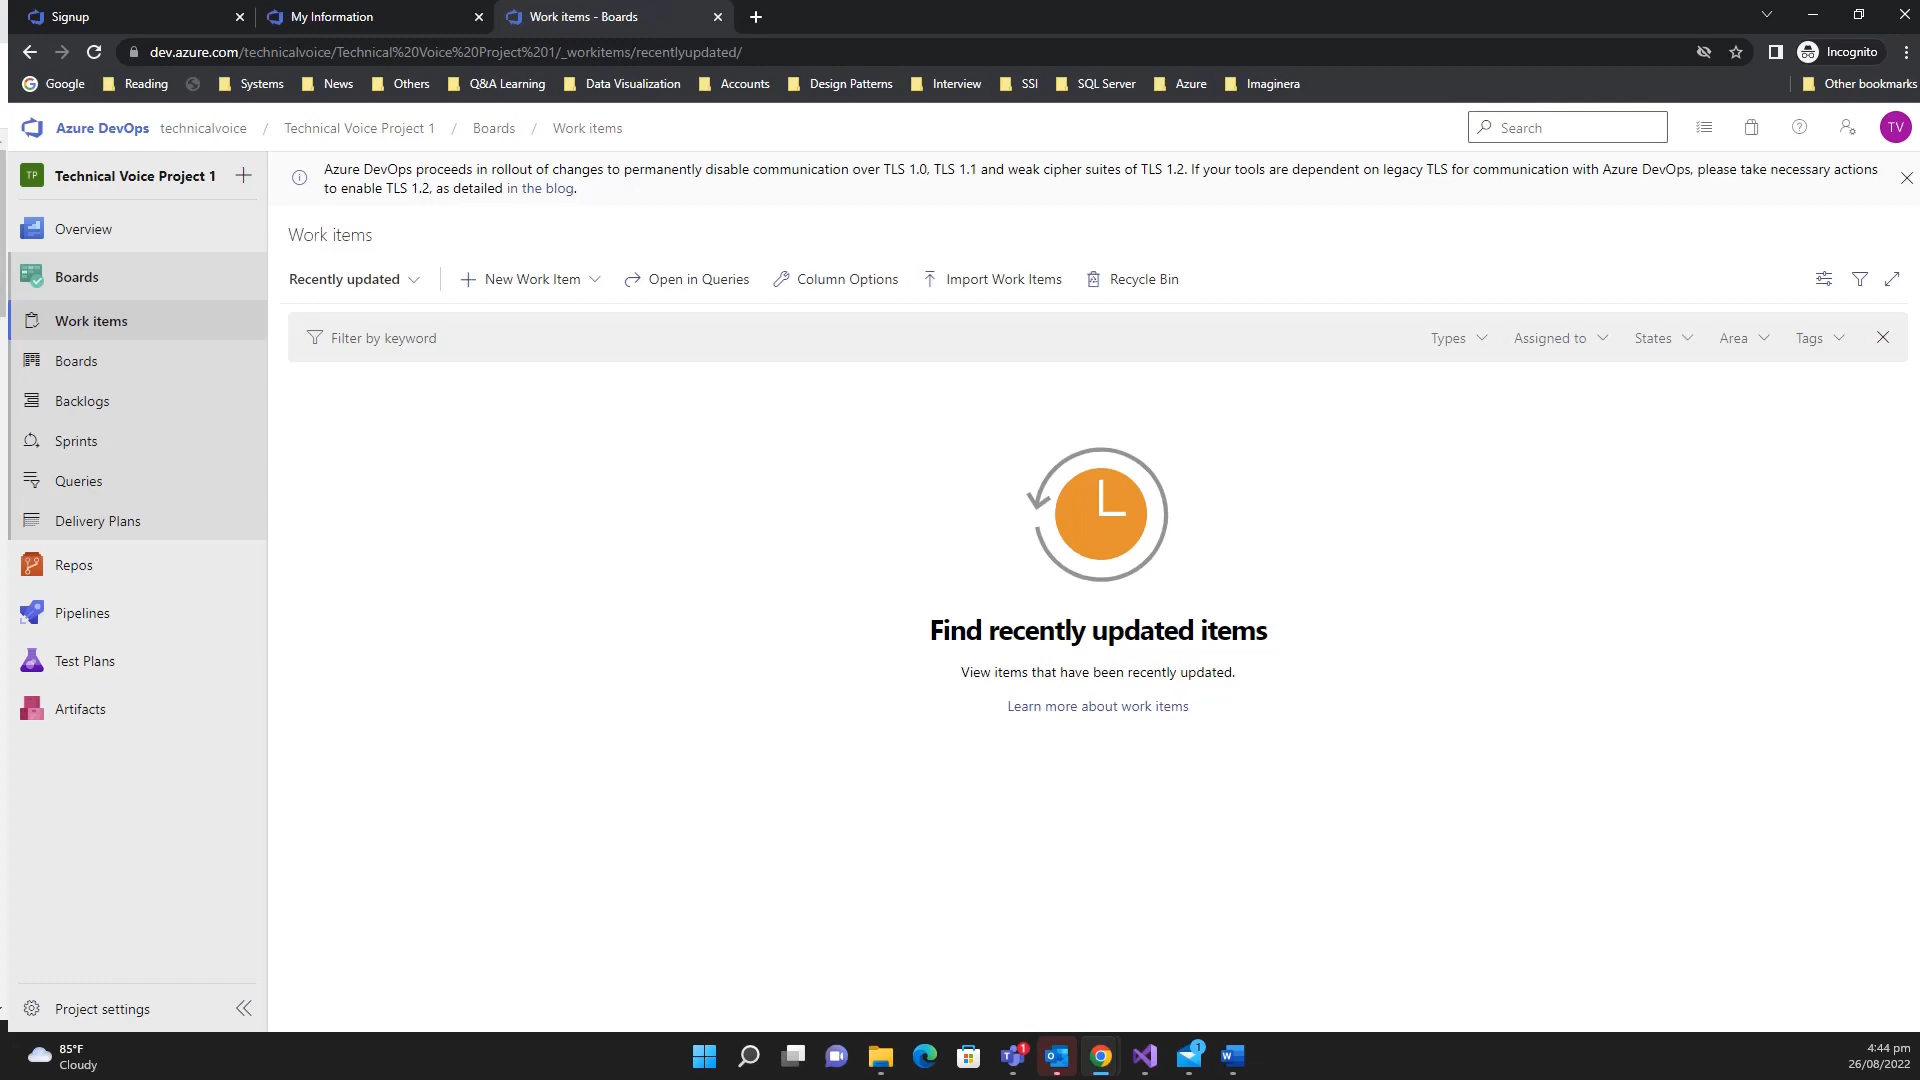 Signup
My Information
Work items - Boards
dev.azure.com/technicalvoice/Technical%20Voice%20Project%201/_workitems/recentlyupdated/
Incognito
Google
Reading
Systems
News
Others
Q&A Learning
Data Visualization
Accounts
Design Patterns
Interview
SSI
SQL Server
Azure
Imaginera
Other bookmarks
Azure DevOps technicalvoice / Technical Voice Project 1 / Boards / Work items
Search
TV
TP
Technical Voice Project 1
Azure DevOps proceeds in rollout of changes to permanently disable communication over TLS 1.0, TLS 1.1 and weak cipher suites of TLS 1.2. If your tools are dependent on legacy TLS for communication with Azure DevOps, please take necessary actions
to enable TLS 1.2, as detailed in the blog.
Overview
Boards
Work items
Boards
Backlogs
Sprints
Queries
Delivery Plans
Repos
Pipelines
Test Plans
Artifacts
Project settings
Work items
Recently updated
New Work Item
Open in Queries
Column Options
Import Work Items
Recycle Bin
Filter by keyword
Types
Assigned to
States
Area
Tags
Find recently updated items
View items that have been recently updated.
Learn more about work items
85°F
Cloudy
1
1
4:44 pm
26/08/2022